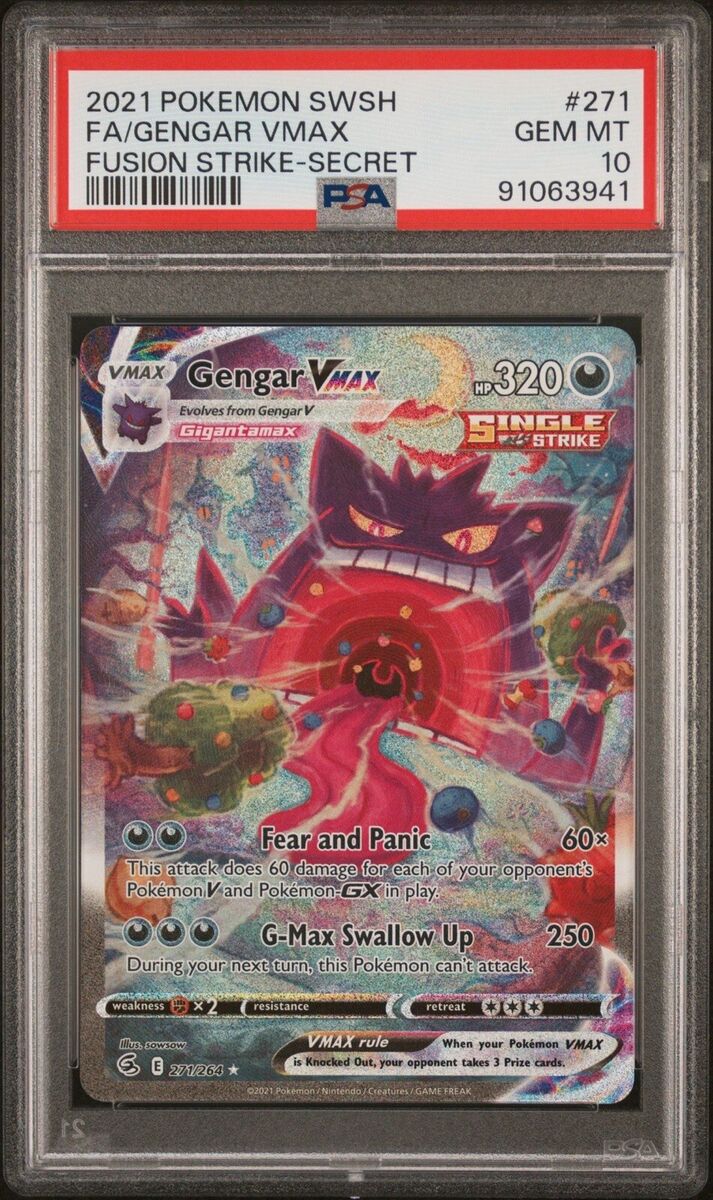 2021 POKEMON SWSH #271
FA/GENGAR VMAX GEM MT
FUSION STRIKE-SECRET 10
PSA 91063941
VMAX Gengar VMAX HP320
Evolves from Gengar V
Gigantamax
SINGLE
STRIKE
Fear and Panic 60×
This attack does 60 damage for each of your opponent's
Pokémon V and Pokémon-GX in play.
G-Max Swallow Up 250
During your next turn, this Pokémon can't attack.
weakness ×2 resistance retreat
Illus. sowsow
VMAX rule When your Pokémon VMAX
is Knocked Out, your opponent takes 3 Prize cards.
E 271/264 ★
©2021 Pokémon / Nintendo / Creatures / GAME FREAK
21
PSA